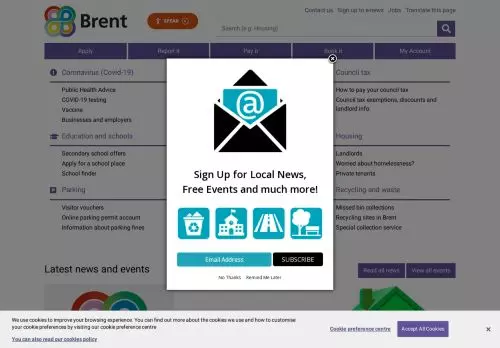 Brent
SPEAK
Contact us Sign up to e-news Jobs Translate this page
Search (e.g. Housing)
Apply Report it Pay it Book it My Account
Coronavirus (Covid-19)
Public Health Advice
COVID-19 testing
Vaccine
Businesses and employers
Council tax
How to pay your council tax
Council tax exemptions, discounts and
landlord info
Education and schools
Secondary school offers
Apply for a school place
School finder
Housing
Landlords
Worried about homelessness?
Private tenants
Parking
Visitor vouchers
Online parking permit account
Information about parking fines
Recycling and waste
Missed bin collections
Recycling sites in Brent
Special collection service
@
Sign Up for Local News,
Free Events and much more!
Email Address SUBSCRIBE
No Thanks Remind Me Later
Latest news and events
Read all news View all events
We use cookies to improve your browsing experience. You can find out more about the cookies we use and how to customise
your cookie preferences by visiting our cookie preference centre
You can also read our cookies policy
Cookie preference centre
Accept All Cookies